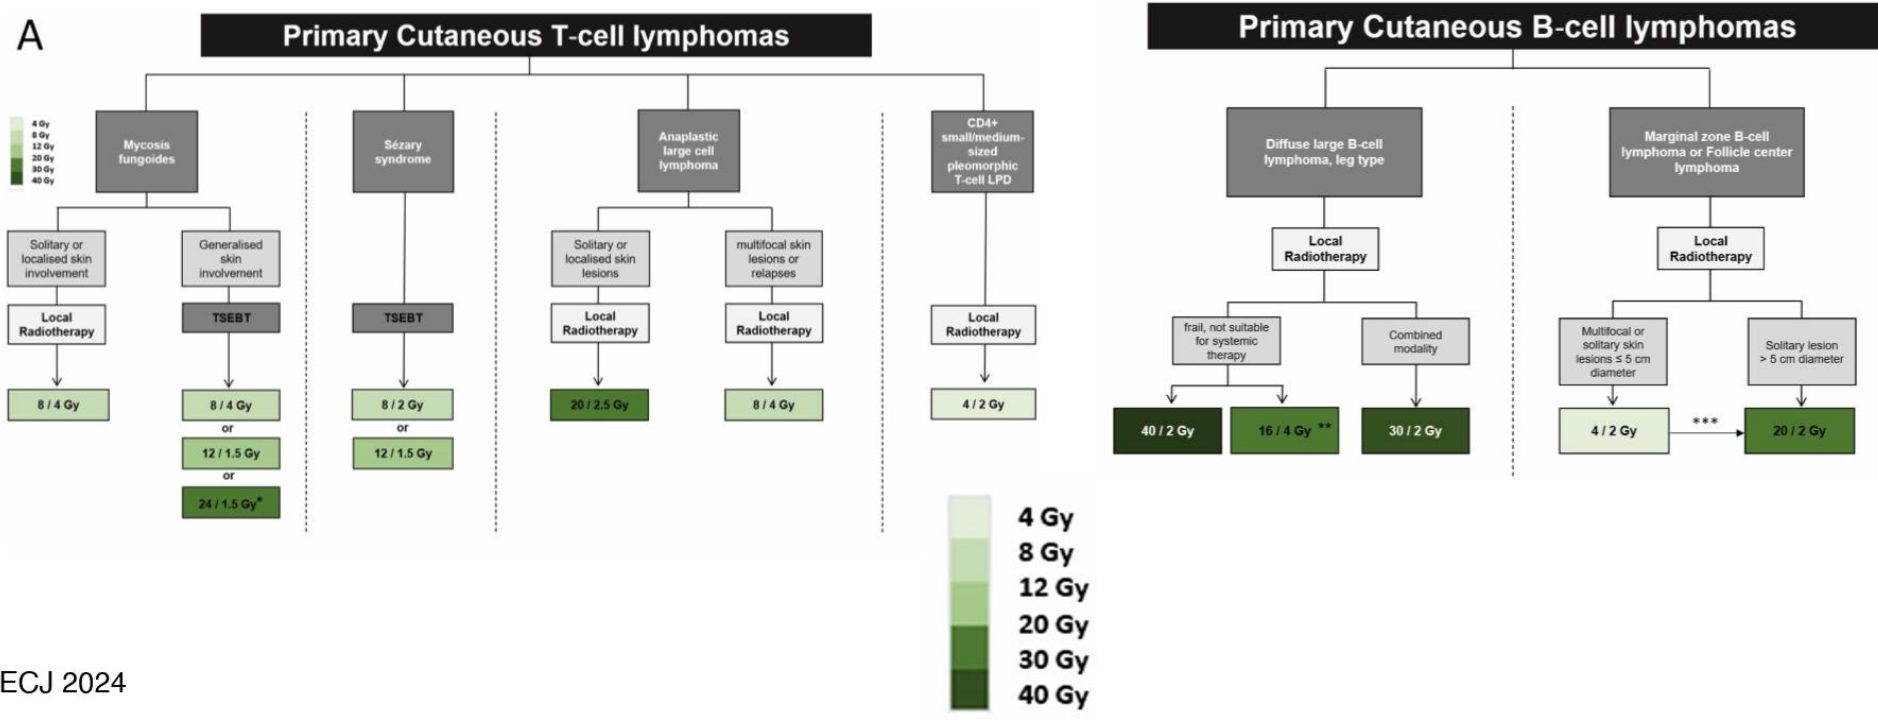 A
Primary Cutaneous T-cell lymphomas
4 Gy
8 Gy
12 Gy
20 Gy
30 Gy
40 Gy
Mycosis
fungoides
Sézary
syndrome
Anaplastic
large cell
lymphoma
CD4+
small/medium-
sized
pleomorphic
T-cell LPD
Solitary or
localised skin
involvement
Generalised
skin
involvement
Solitary or
localised skin
lesions
multifocal skin
lesions or
relapses
Local
Radiotherapy
TSEBT
TSEBT
Local
Radiotherapy
Local
Radiotherapy
Local
Radiotherapy
8 / 4 Gy
8 / 4 Gy
or
12 / 1.5 Gy
or
24 / 1.5 Gy*
8 / 2 Gy
or
12 / 1.5 Gy
20 / 2.5 Gy
8 / 4 Gy
4 / 2 Gy
Primary Cutaneous B-cell lymphomas
Diffuse large B-cell
lymphoma, leg type
Marginal zone B-cell
lymphoma or Follicle center
lymphoma
Local
Radiotherapy
Local
Radiotherapy
frail, not suitable
for systemic
therapy
Combined
modality
Multifocal or
solitary skin
lesions ≤ 5 cm
diameter
Solitary lesion
> 5 cm diameter
40 / 2 Gy
16 / 4 Gy **
30 / 2 Gy
4 / 2 Gy
***
20 / 2 Gy
4 Gy
8 Gy
12 Gy
20 Gy
30 Gy
40 Gy
ECJ 2024